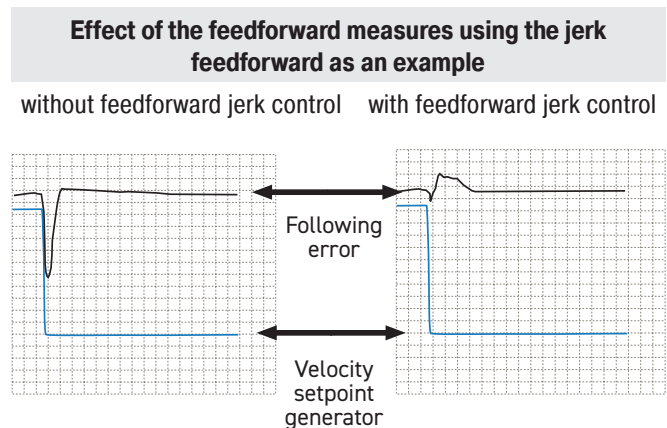 Effect of the feedforward measures using the jerk
feedforward as an example
without feedforward jerk control with feedforward jerk control
Following
error
Velocity
setpoint
generator